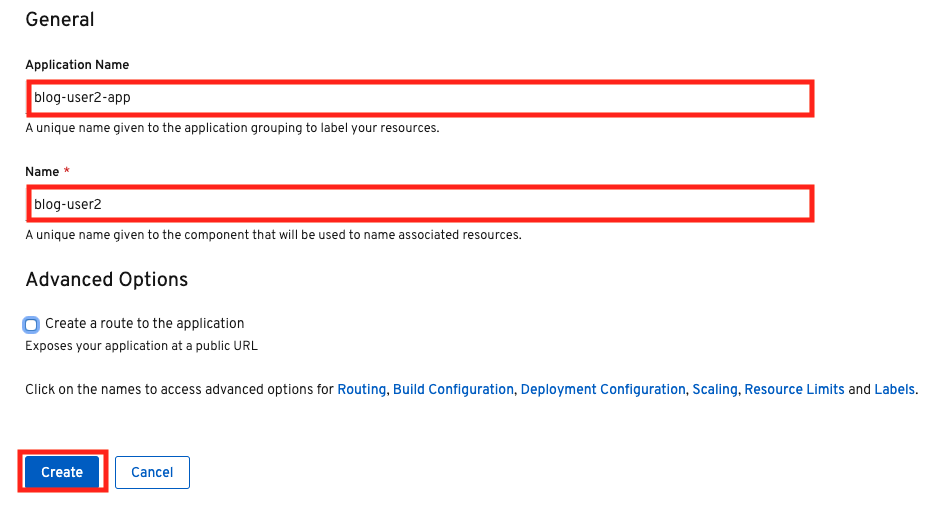 General
Application Name
blog-user2-app
A unique name given to the application grouping to label your resources.
Name *
blog-user2
A unique name given to the component that will be used to name associated resources.
Advanced Options
Create a route to the application
Exposes your application at a public URL
Click on the names to access advanced options for Routing, Build Configuration, Deployment Configuration, Scaling, Resource Limits and Labels.
Create Cancel